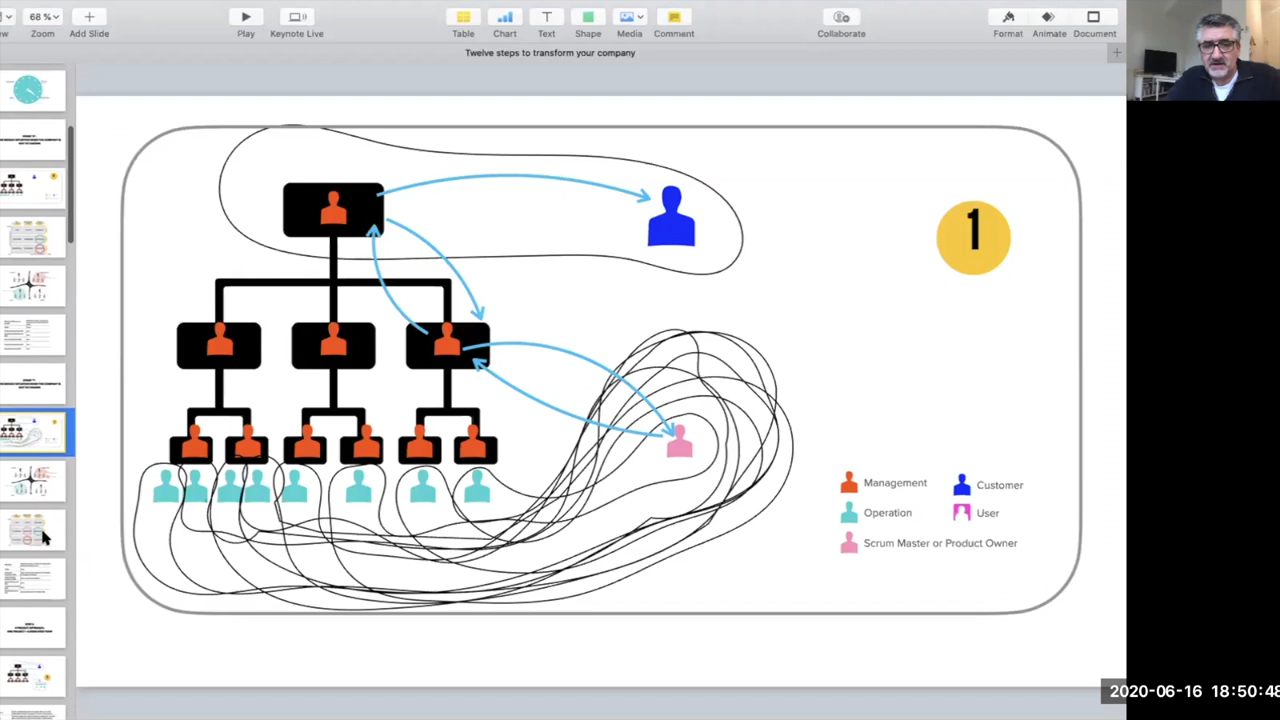 68 %
ew
Zoom
Add Slide
Play
Keynote Live
Table
Chart
Text
Shape
Media
Comment
Collaborate
Format
Animate
Document
Twelve steps to transform your company
1
Management
Customer
Operation
User
Scrum Master or Product Owner
2020-06-16 18:50:48